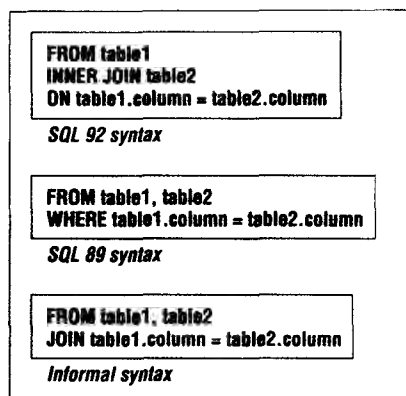 FROM table1
INNER JOIN table2
ON table1.column = table2.column
SQL 92 syntax
FROM table1, table2
WHERE table1.column = table2.column
SQL 89 syntax
FROM table1, table2
JOIN table1.column = table2.column
Informal syntax